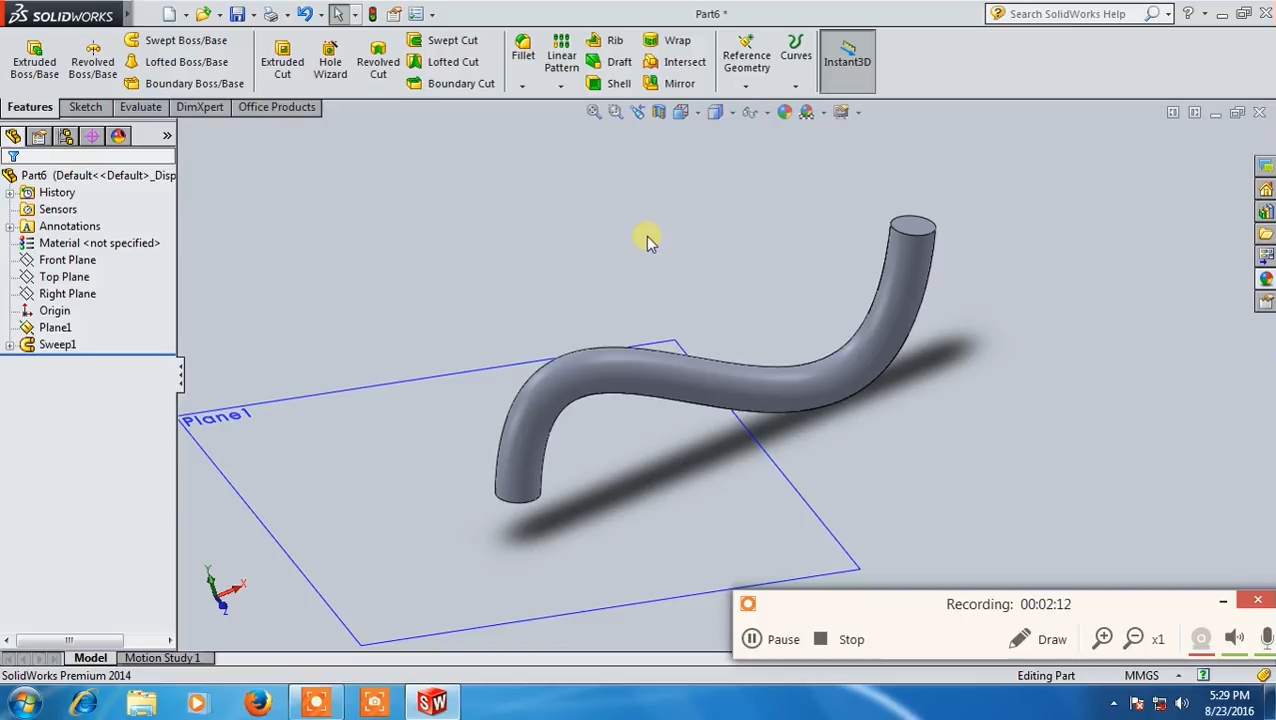 SOLIDWORKS
Part6 *
Search SolidWorks Help
Extruded Boss/Base
Revolved Boss/Base
Swept Boss/Base
Lofted Boss/Base
Boundary Boss/Base
Extruded Cut
Hole Wizard
Revolved Cut
Swept Cut
Lofted Cut
Boundary Cut
Fillet
Linear Pattern
Rib
Draft
Shell
Wrap
Intersect
Mirror
Reference Geometry
Curves
Instant3D
Features
Sketch
Evaluate
DimXpert
Office Products
Part6 (Default<<Default>_Disp
History
Sensors
Annotations
Material <not specified>
Front Plane
Top Plane
Right Plane
Origin
Plane1
Sweep1
Plane1
Y
X
Z
Recording: 00:02:12
Pause
Stop
Draw
x1
Model
Motion Study 1
SolidWorks Premium 2014
Editing Part
MMGS
5:29 PM
8/23/2016